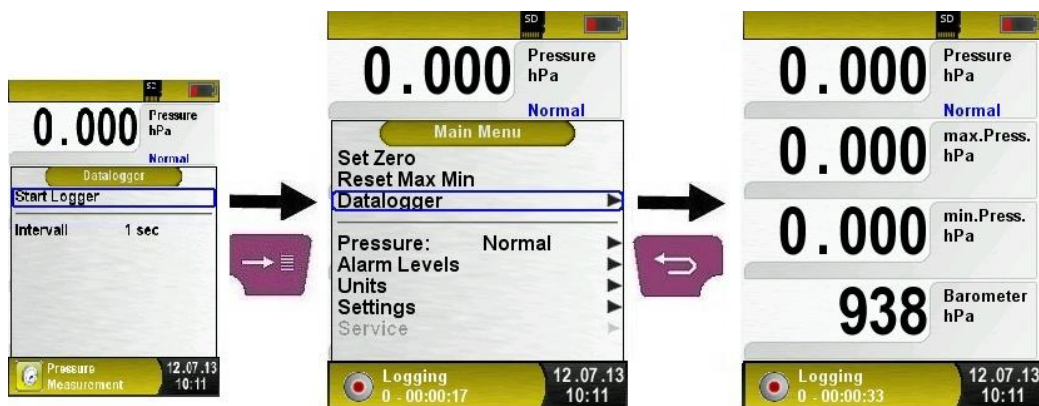 SD
0.000
Pressure
hPa
Normal
Datalogger
Start Logger
Intervall 1 sec
Pressure
Measurement
12.07.13
10:11
SD
0.000
Pressure
hPa
Normal
Main Menu
Set Zero
Reset Max Min
Datalogger
Pressure: Normal
Alarm Levels
Units
Settings
Service
Logging
0 - 00:00:17
12.07.13
10:11
SD
0.000
Pressure
hPa
Normal
0.000
max.Press.
hPa
0.000
min.Press.
hPa
938
Barometer
hPa
Logging
0 - 00:00:33
12.07.13
10:11